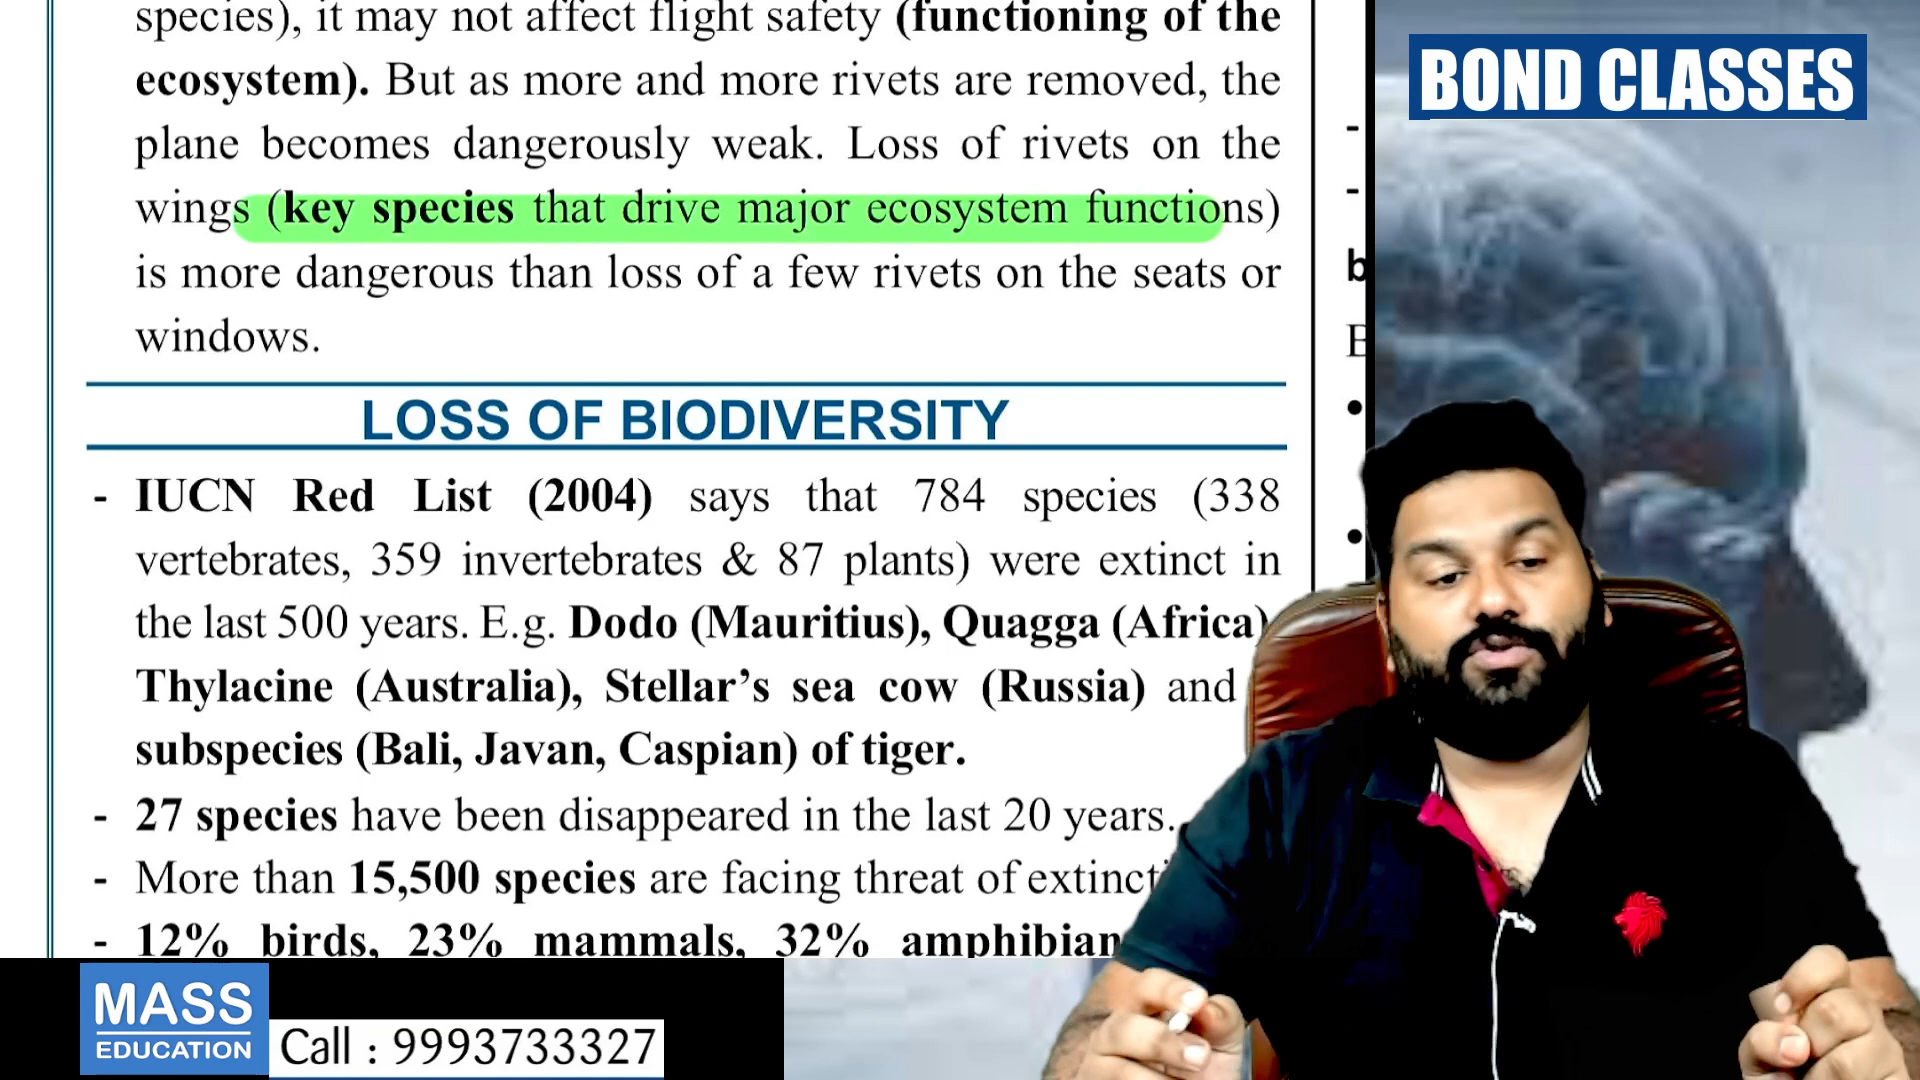 species), it may not affect flight safety (functioning of the
ecosystem). But as more and more rivets are removed, the
plane becomes dangerously weak. Loss of rivets on the
wings (key species that drive major ecosystem functions)
is more dangerous than loss of a few rivets on the seats or
windows.
LOSS OF BIODIVERSITY
- IUCN Red List (2004) says that 784 species (338
vertebrates, 359 invertebrates & 87 plants) were extinct in
the last 500 years. E.g. Dodo (Mauritius), Quagga (Africa)
Thylacine (Australia), Stellar's sea cow (Russia) and
subspecies (Bali, Javan, Caspian) of tiger.
- 27 species have been disappeared in the last 20 years.
- More than 15,500 species are facing threat of
- 12% birds, 23% mammals, 32%
BOND CLASSES
MASS
EDUCATION
Call : 9993733327